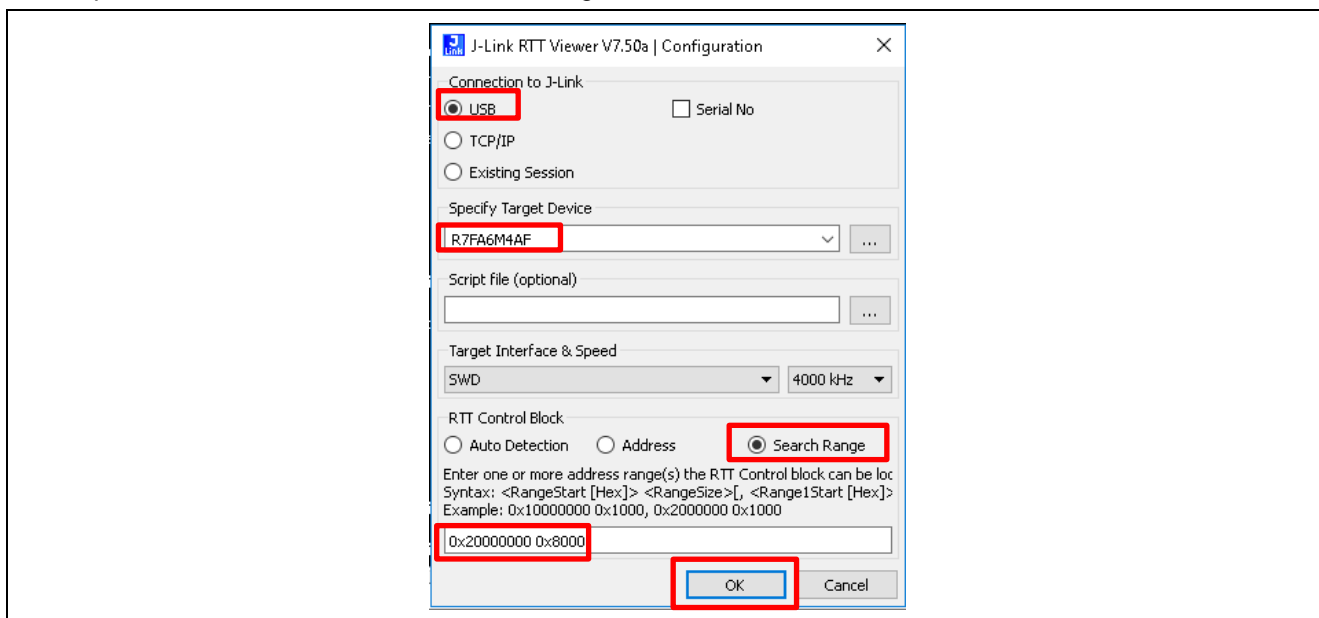 J-Link RTT Viewer V7.50a | Configuration
Connection to J-Link
USB Serial No
TCP/IP
Existing Session
Specify Target Device
R7FA6M4AF ...
Script file (optional)
...
Target Interface & Speed
SWD 4000 kHz
RTT Control Block
Auto Detection Address Search Range
Enter one or more address range(s) the RTT Control block can be loc
Syntax: <RangeStart [Hex]> <RangeSize>[, <Range1Start [Hex]>
Example: 0x10000000 0x1000, 0x2000000 0x1000
0x20000000 0x8000
OK Cancel